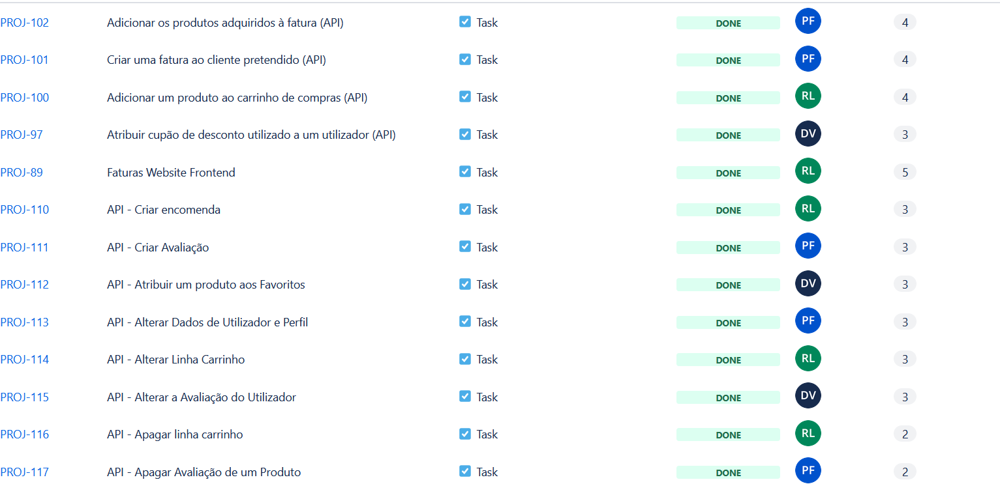 PROJ-102 Adicionar os produtos adquiridos à fatura (API) Task DONE PF 4
PROJ-101 Criar uma fatura ao cliente pretendido (API) Task DONE PF 4
PROJ-100 Adicionar um produto ao carrinho de compras (API) Task DONE RL 4
PROJ-97 Atribuir cupão de desconto utilizado a um utilizador (API) Task DONE DV 3
PROJ-89 Faturas Website Frontend Task DONE RL 5
PROJ-110 API - Criar encomenda Task DONE RL 3
PROJ-111 API - Criar Avaliação Task DONE PF 3
PROJ-112 API - Atribuir um produto aos Favoritos Task DONE DV 3
PROJ-113 API - Alterar Dados de Utilizador e Perfil Task DONE PF 3
PROJ-114 API - Alterar Linha Carrinho Task DONE RL 3
PROJ-115 API - Alterar a Avaliação do Utilizador Task DONE DV 3
PROJ-116 API - Apagar linha carrinho Task DONE RL 2
PROJ-117 API - Apagar Avaliação de um Produto Task DONE PF 2